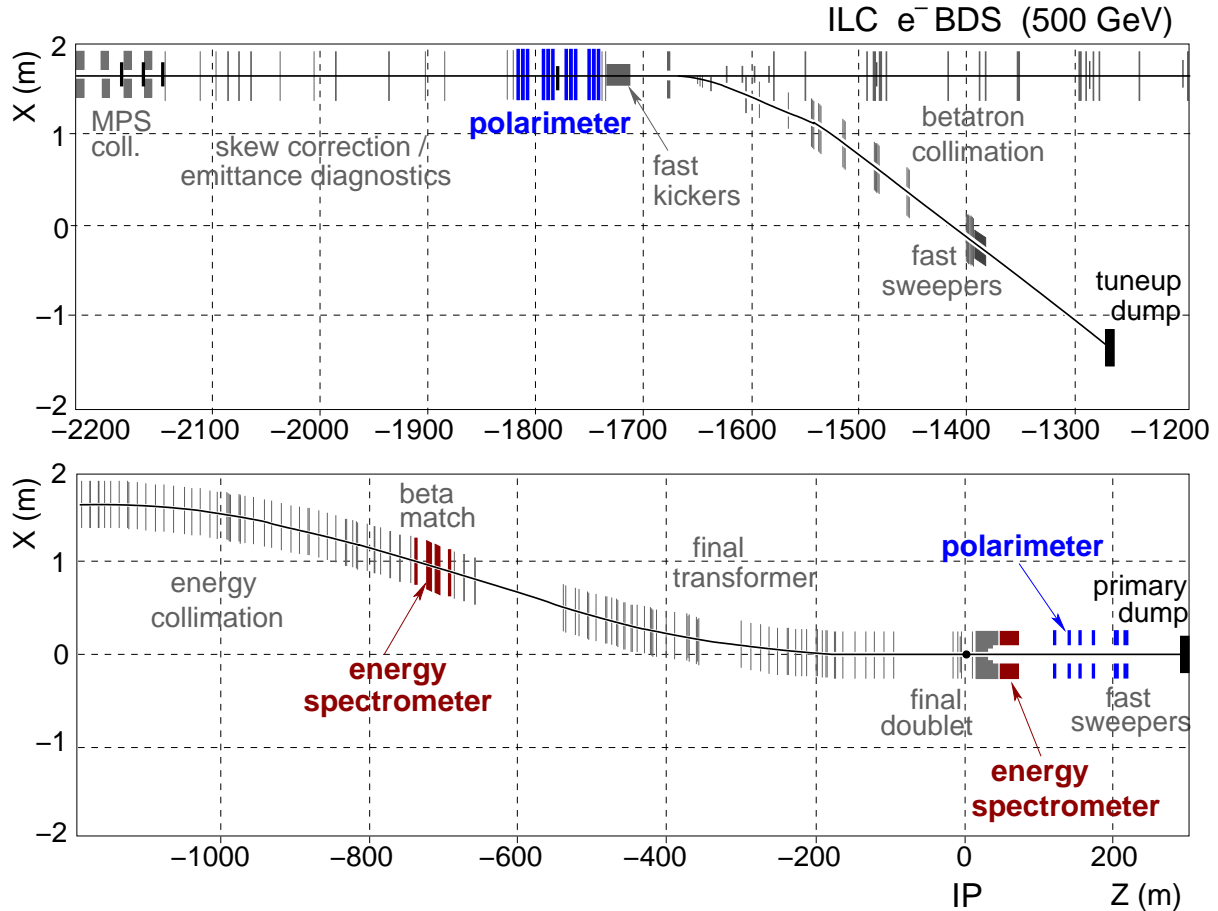 ILC e⁻ BDS (500 GeV)
X (m)
2
1
0
−1
−2
MPS
coll.
skew correction /
emittance diagnostics
polarimeter
fast
kickers
betatron
collimation
fast
sweepers
tuneup
dump
−2200 −2100 −2000 −1900 −1800 −1700 −1600 −1500 −1400 −1300 −1200
X (m)
2
1
0
−1
−2
energy
collimation
beta
match
energy
spectrometer
final
transformer
polarimeter
primary
dump
final
doublet
fast
sweepers
energy
spectrometer
−1000 −800 −600 −400 −200 0 200
IP Z (m)